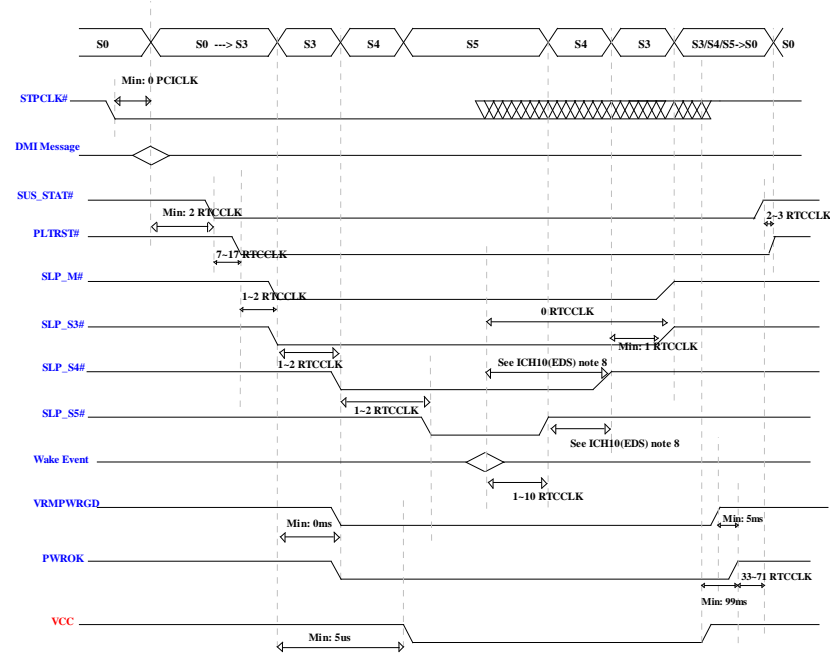 S0 S0 ---> S3 S3 S4 S5 S4 S3 S3/S4/S5->S0 S0
Min: 0 PCICLK
STPCLK#
DMI Message
SUS_STAT#
Min: 2 RTCCLK
2~3 RTCCLK
PLTRST#
7~17 RTCCLK
SLP_M#
1~2 RTCCLK
0 RTCCLK
SLP_S3#
Min: 1 RTCCLK
1~2 RTCCLK
See ICH10(EDS) note 8
SLP_S4#
1~2 RTCCLK
SLP_S5#
See ICH10(EDS) note 8
Wake Event
1~10 RTCCLK
VRMPWRGD
Min: 0ms
Min: 5ms
PWROK
33~71 RTCCLK
Min: 99ms
VCC
Min: 5us